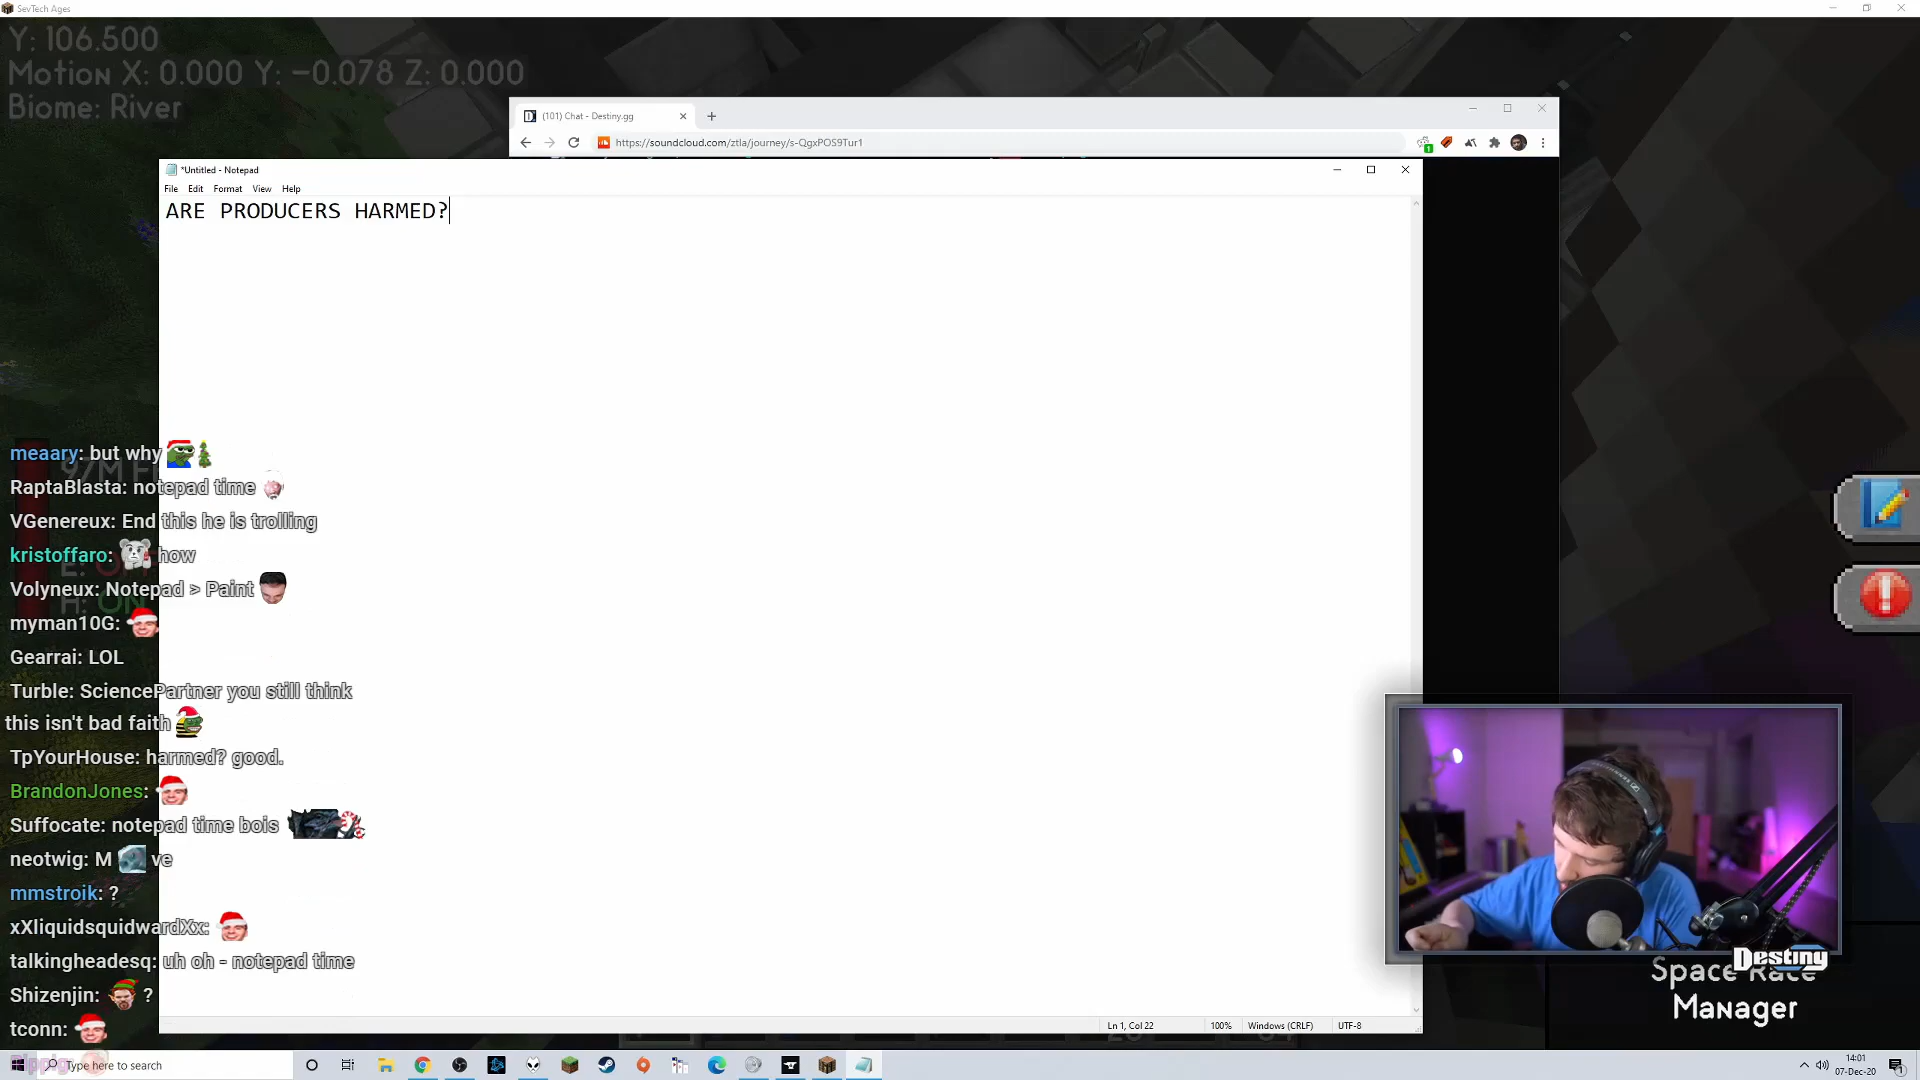 SevTech Ages
Y: 106.500
Motion X: 0.000 Y: -0.078 Z: 0.000
Biome: River
(101) Chat - Destiny.gg
https://soundcloud.com/ztla/journey/s-QgxPOS9Tur1
*Untitled - Notepad
File Edit Format View Help
ARE PRODUCERS HARMED?
meaary: but why
RaptaBlasta: notepad time
VGenereux: End this he is trolling
kristoffaro: how
Volyneux: Notepad > Paint
myman10G:
Gearrai: LOL
Turble: SciencePartner you still think
this isn't bad faith
TpYourHouse: harmed? good.
BrandonJones:
Suffocate: notepad time bois
neotwig: M ve
mmstroik: ?
xXliquidsquidwardXx:
talkingheadesq: uh oh - notepad time
Shizenjin: ?
tconn:
Destiny
Space Race
Manager
Ln 1, Col 22 100% Windows (CRLF) UTF-8
Type here to search
14:01
07-Dec-20